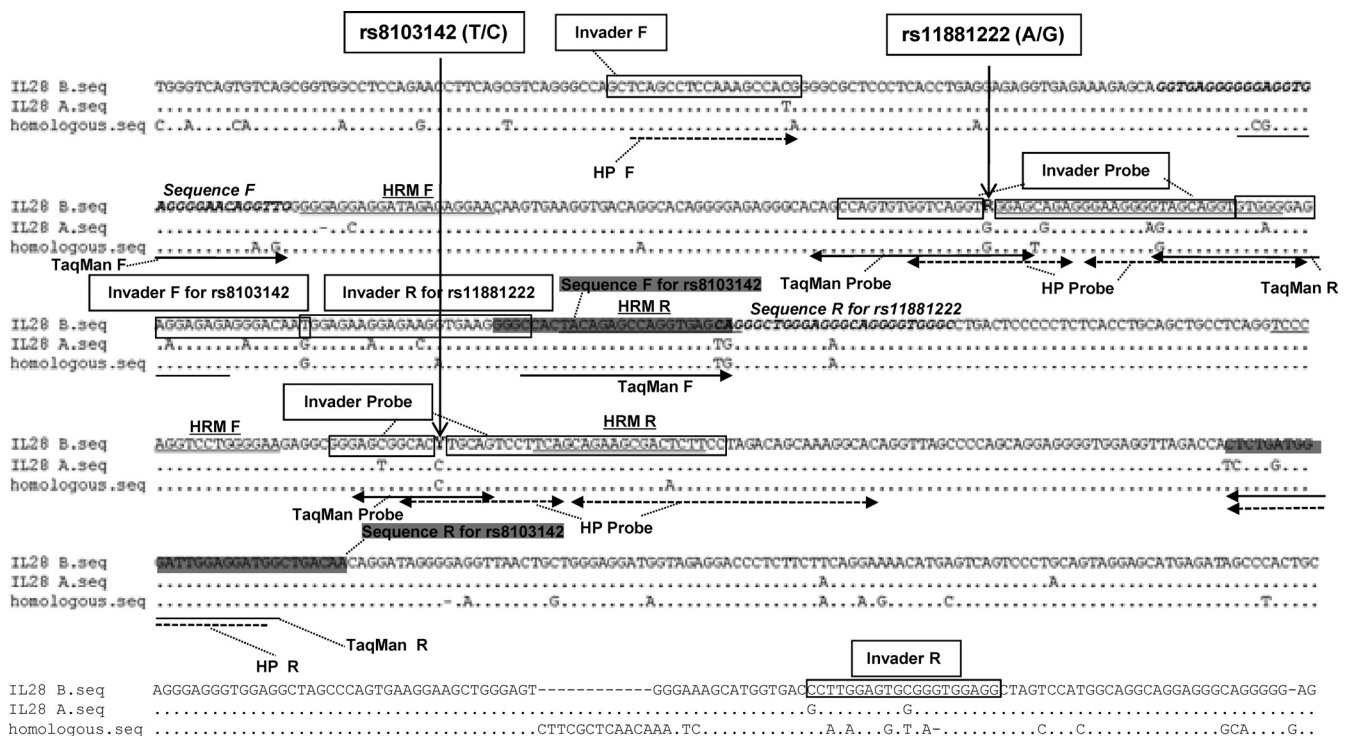 rs8103142 (T/C)
Invader F
rs11881222 (A/G)
IL28 B.seq TGGGTCAGTGTCAGCGGTGGCCTCCAGAACCTTCAGCGTCAGGGCCAGCTCAGCCTCCAAAGCCACGGGGCGCTCCCTCACCTGAGGAGAGGTGAGAAAGAGCAGGTGAGGGGGGAGGTG
IL28 A.seq
homologous.seq
HP F
Invader Probe
Sequence F
HRM F
IL28 B.seq AGGGGAACAGGTTGGGGGAGGAGGATAGAGAGGAACAAGTGAAGGTGACAGGCACAGGGGAGAGGGCACAGCCAGTGTGGTCAGGTRGGAGCAGAGGGAAGGGGTAGCAGGTGTGGGGAG
IL28 A.seq
homologous.seq
TaqMan F
TaqMan Probe
HP Probe
TaqMan R
Invader F for rs8103142
Invader R for rs11881222
Sequence F for rs8103142
HRM R
Sequence R for rs11881222
IL28 B.seq AGGAGAGAGGGACAATGGAGAAGGAGAAGGTGAAGGGGCCACTACAGAGCCAGGTGAGCAGGGCTGGGAGGGCAGGGGTGGGCCTGACTCCCCCTCTCACCTGCAGCTGCCTCAGGTCCC
IL28 A.seq
homologous.seq
TaqMan F
HRM F
Invader Probe
HRM R
IL28 B.seq AGGTCCTGGGGAAGAGGCGGGAGCGGCACYTGCAGTCCTTCAGCAGAAGCGACTCTTCCTAGACAGCAAAGGCACAGGTTAGCCCCAGCAGGAGGGGTGGAGGTTAGACCACTCTGATGG
IL28 A.seq
homologous.seq
TaqMan Probe
HP Probe
Sequence R for rs8103142
IL28 B.seq GATTGGAGGATGGCTGACAACAGGATAGGGGAGGTTAACTGCTGGGAGGATGGTAGAGGACCCTCTTCTTCAGGAAAACATGAGTCAGTCCCTGCAGTAGGAGCATGAGATAGCCCACTGC
IL28 A.seq
homologous.seq
TaqMan R
HP R
Invader R
IL28 B.seq AGGGAGGGTGGAGGCTAGCCCAGTGAAGGAAGCTGGGAGT------------GGGAAAGCATGGTGACCCTTGGAGTGCGGGTGGAGGCTAGTCCATGGCAGGCAGGAGGGCAGGGGG-AG
IL28 A.seq
homologous.seq